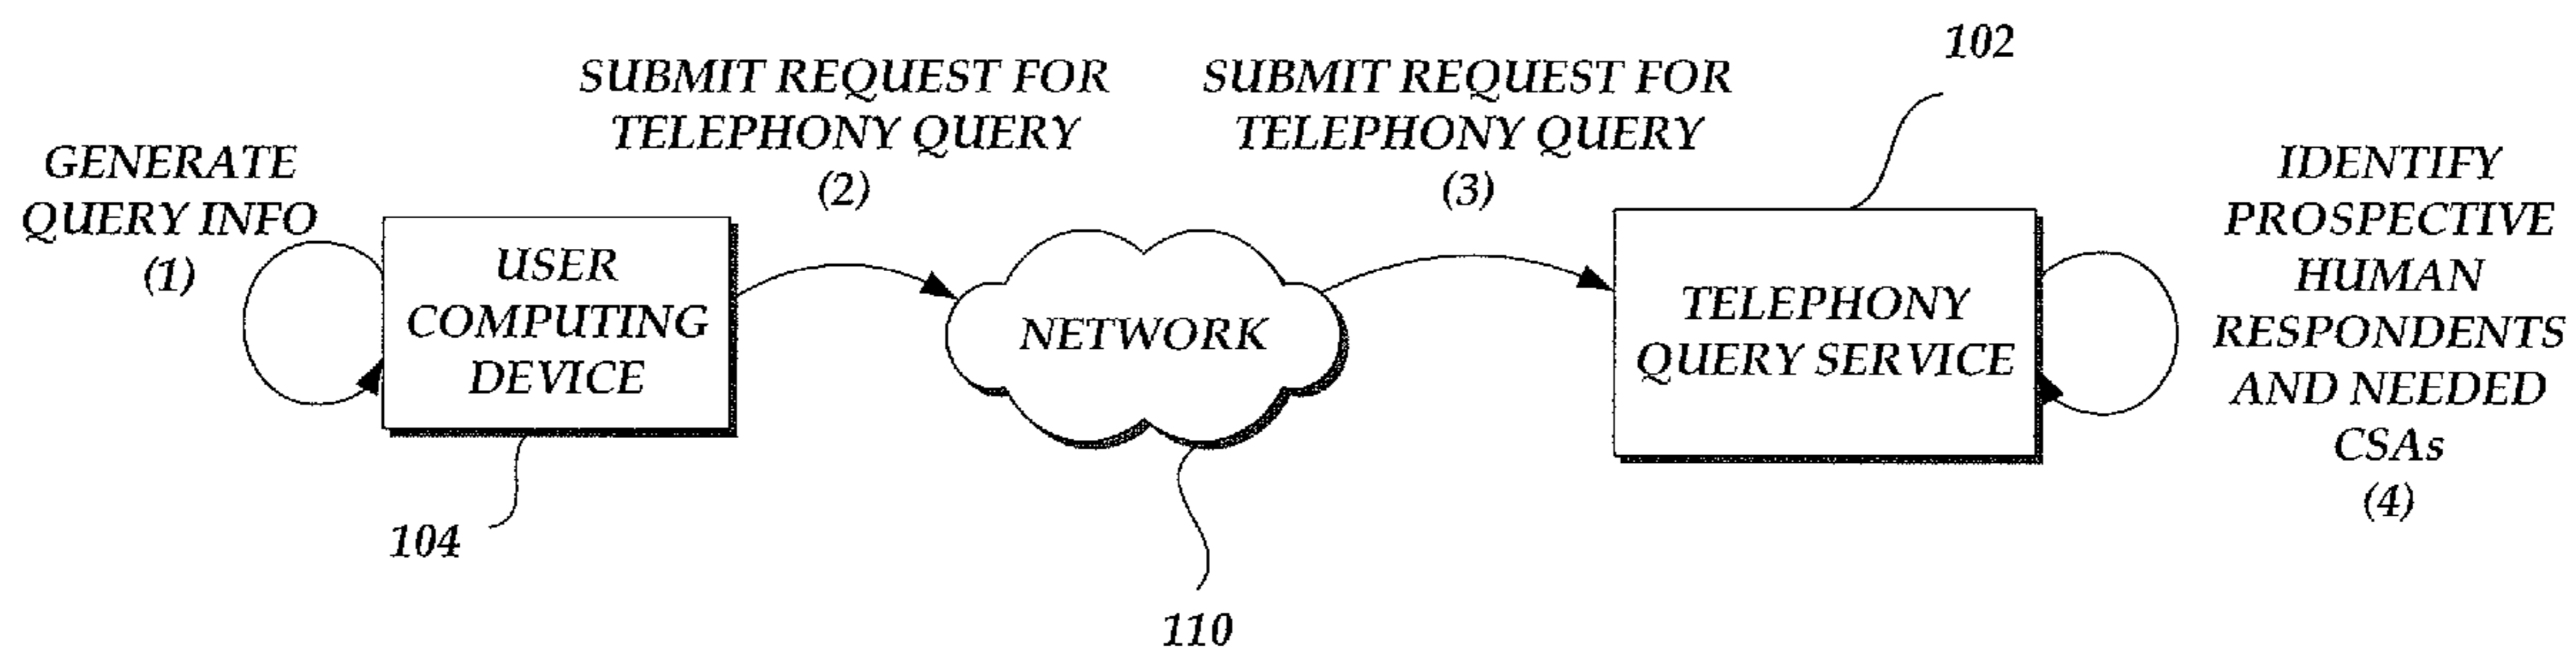 GENERATE
QUERY INFO
(1)
USER
COMPUTING
DEVICE
104
SUBMIT REQUEST FOR
TELEPHONY QUERY
(2)
NETWORK
110
SUBMIT REQUEST FOR
TELEPHONY QUERY
(3)
102
TELEPHONY
QUERY SERVICE
IDENTIFY
PROSPECTIVE
HUMAN
RESPONDENTS
AND NEEDED
CSAs
(4)